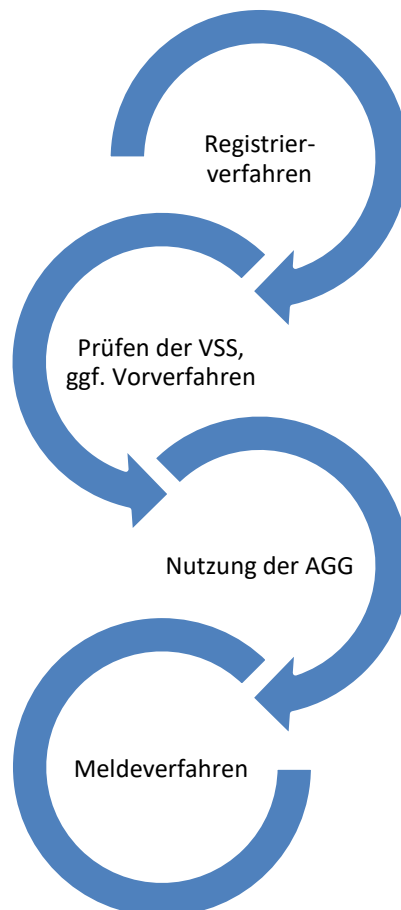 Registrier-
verfahren
Prüfen der VSS,
ggf. Vorverfahren
Nutzung der AGG
Meldeverfahren